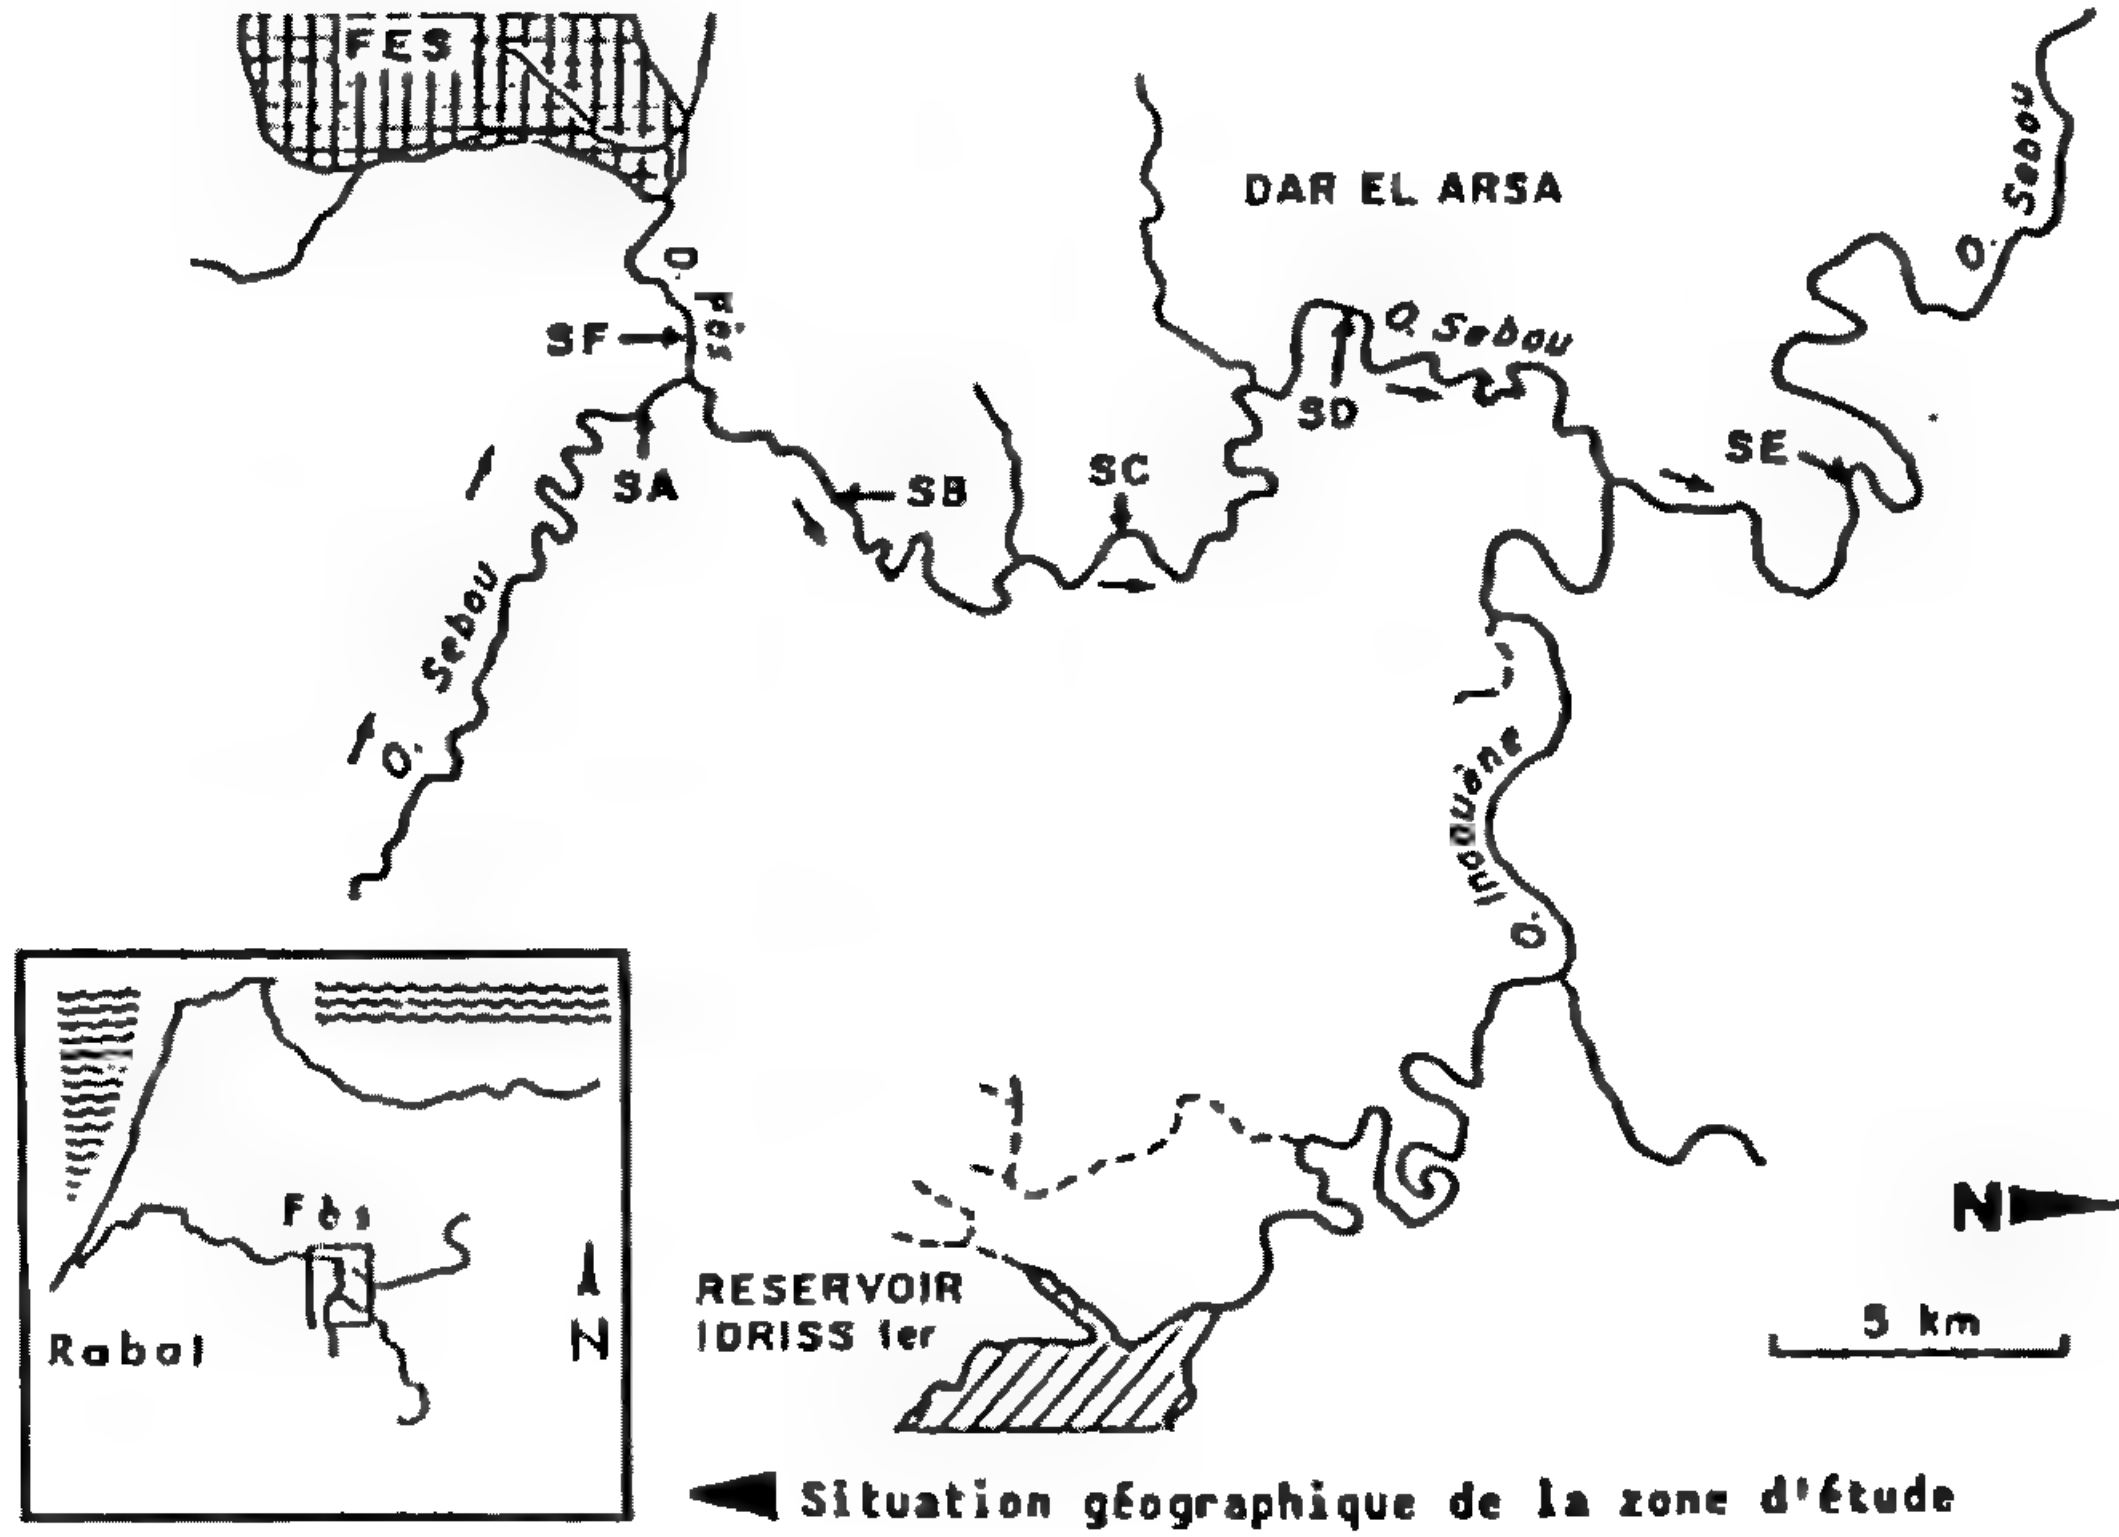 FES
DAR EL ARSA
O. Sebou
O. Fès
SF
O. Sebou
SD
SE
SA
SB
SC
O. Sebou
O. Inaouène
Fès
Rabat
N
N
RESERVOIR
IDRISS 1er
5 km
Situation géographique de la zone d'Étude